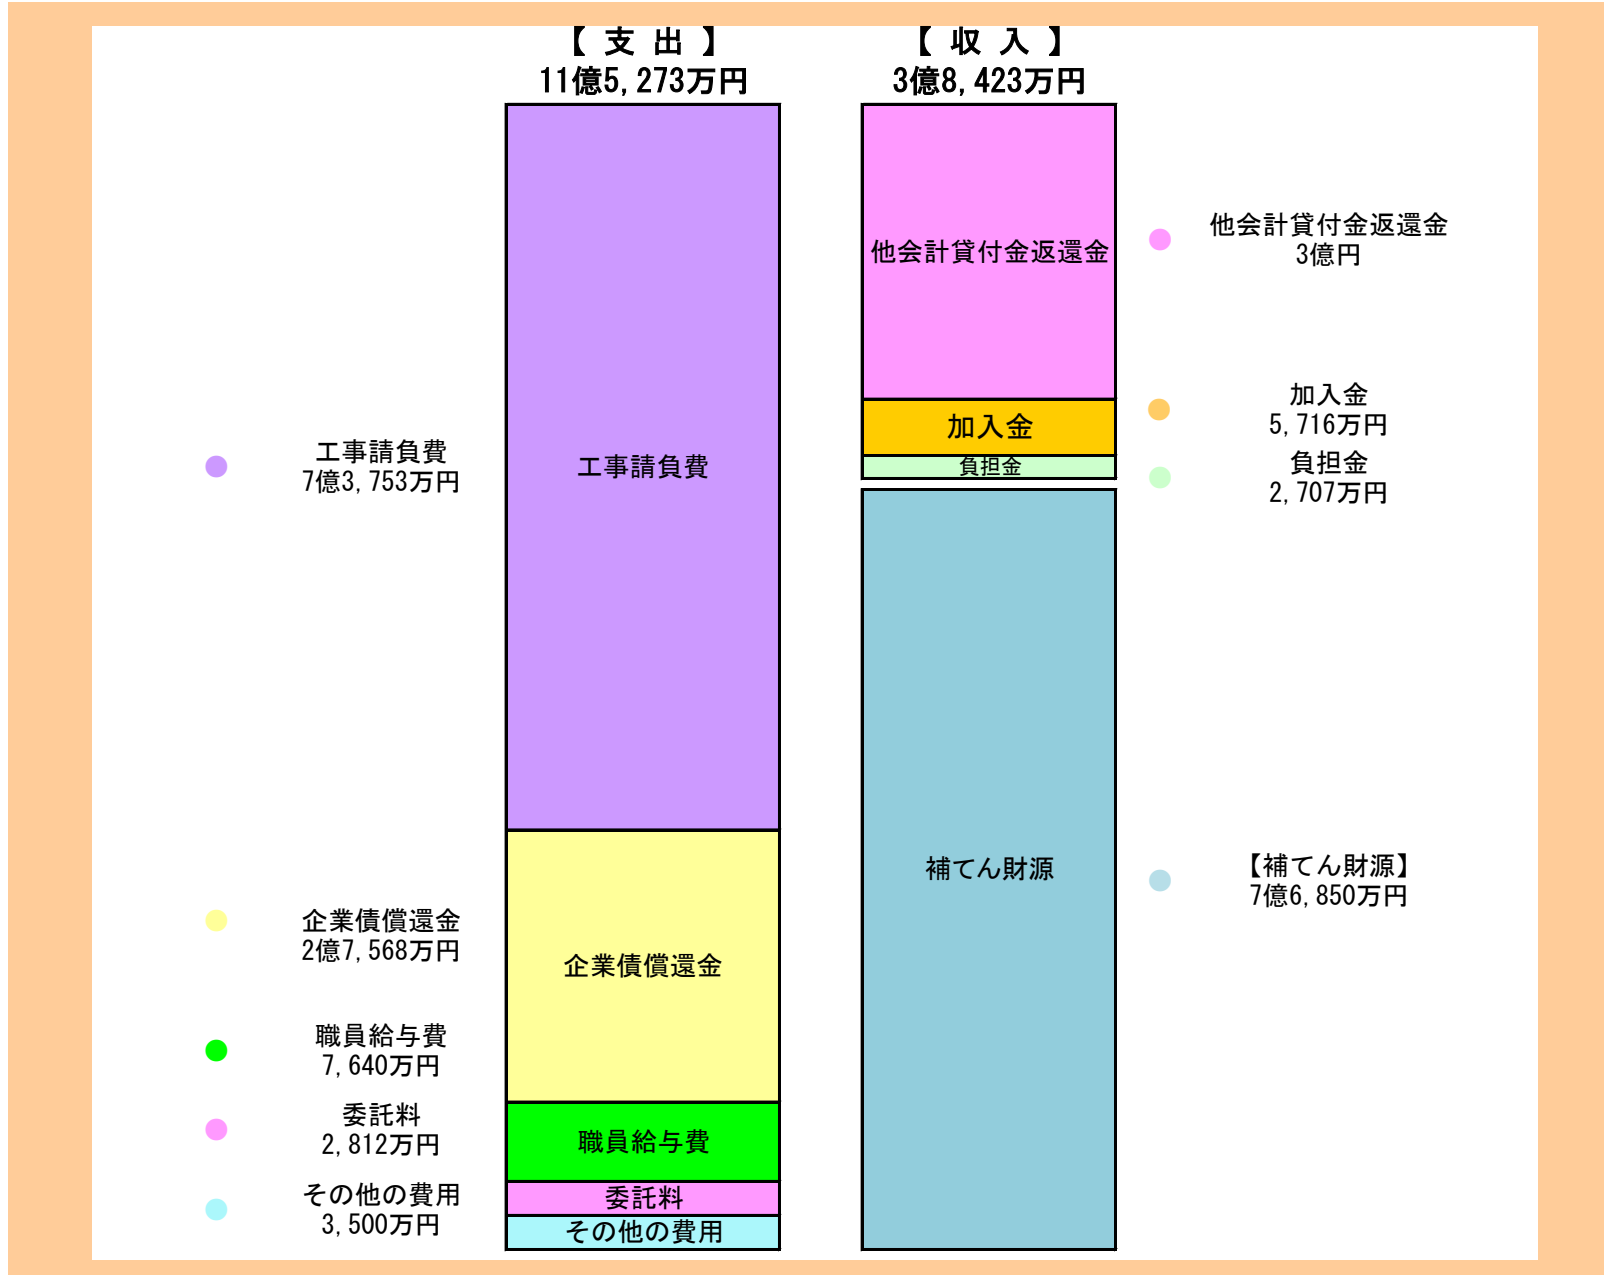 【 支 出 】
11億5,273万円
工事請負費
7億3,753万円
工事請負費
企業債償還金
2億7,568万円
企業債償還金
職員給与費
7,640万円
職員給与費
委託料
2,812万円
委託料
その他の費用
3,500万円
その他の費用
【 収 入 】
3億8,423万円
他会計貸付金返還金
他会計貸付金返還金
3億円
加入金
加入金
5,716万円
負担金
負担金
2,707万円
補てん財源
【補てん財源】
7億6,850万円